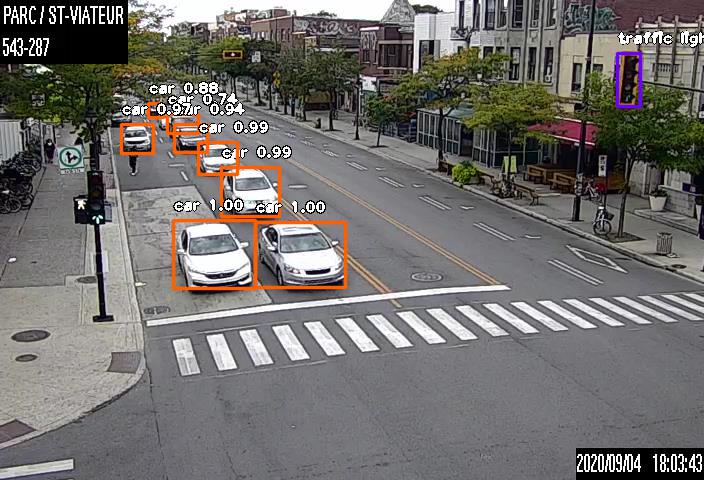 PARC / ST-VIATEUR
543-287
traffic ligh
car 0.88
car 0.74
car 0.97
0.94
car 0.99
car 0.99
car 1.00
car 1.00
2020/09/04 18:03:43